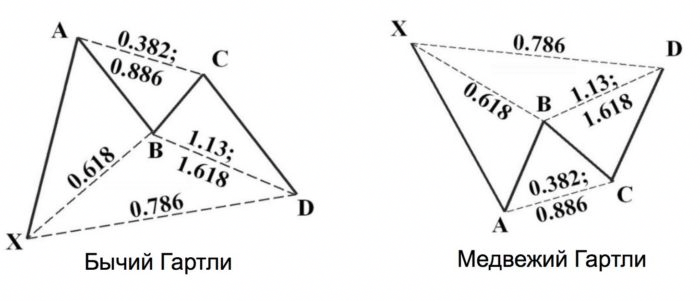 A
0.382;
0.886
C
B
0.618
1.13;
1.618
0.786
X
D
Бычий Гартли
X
0.786
D
0.618
B
1.13;
1.618
0.382;
0.886
A
C
Медвежий Гартли